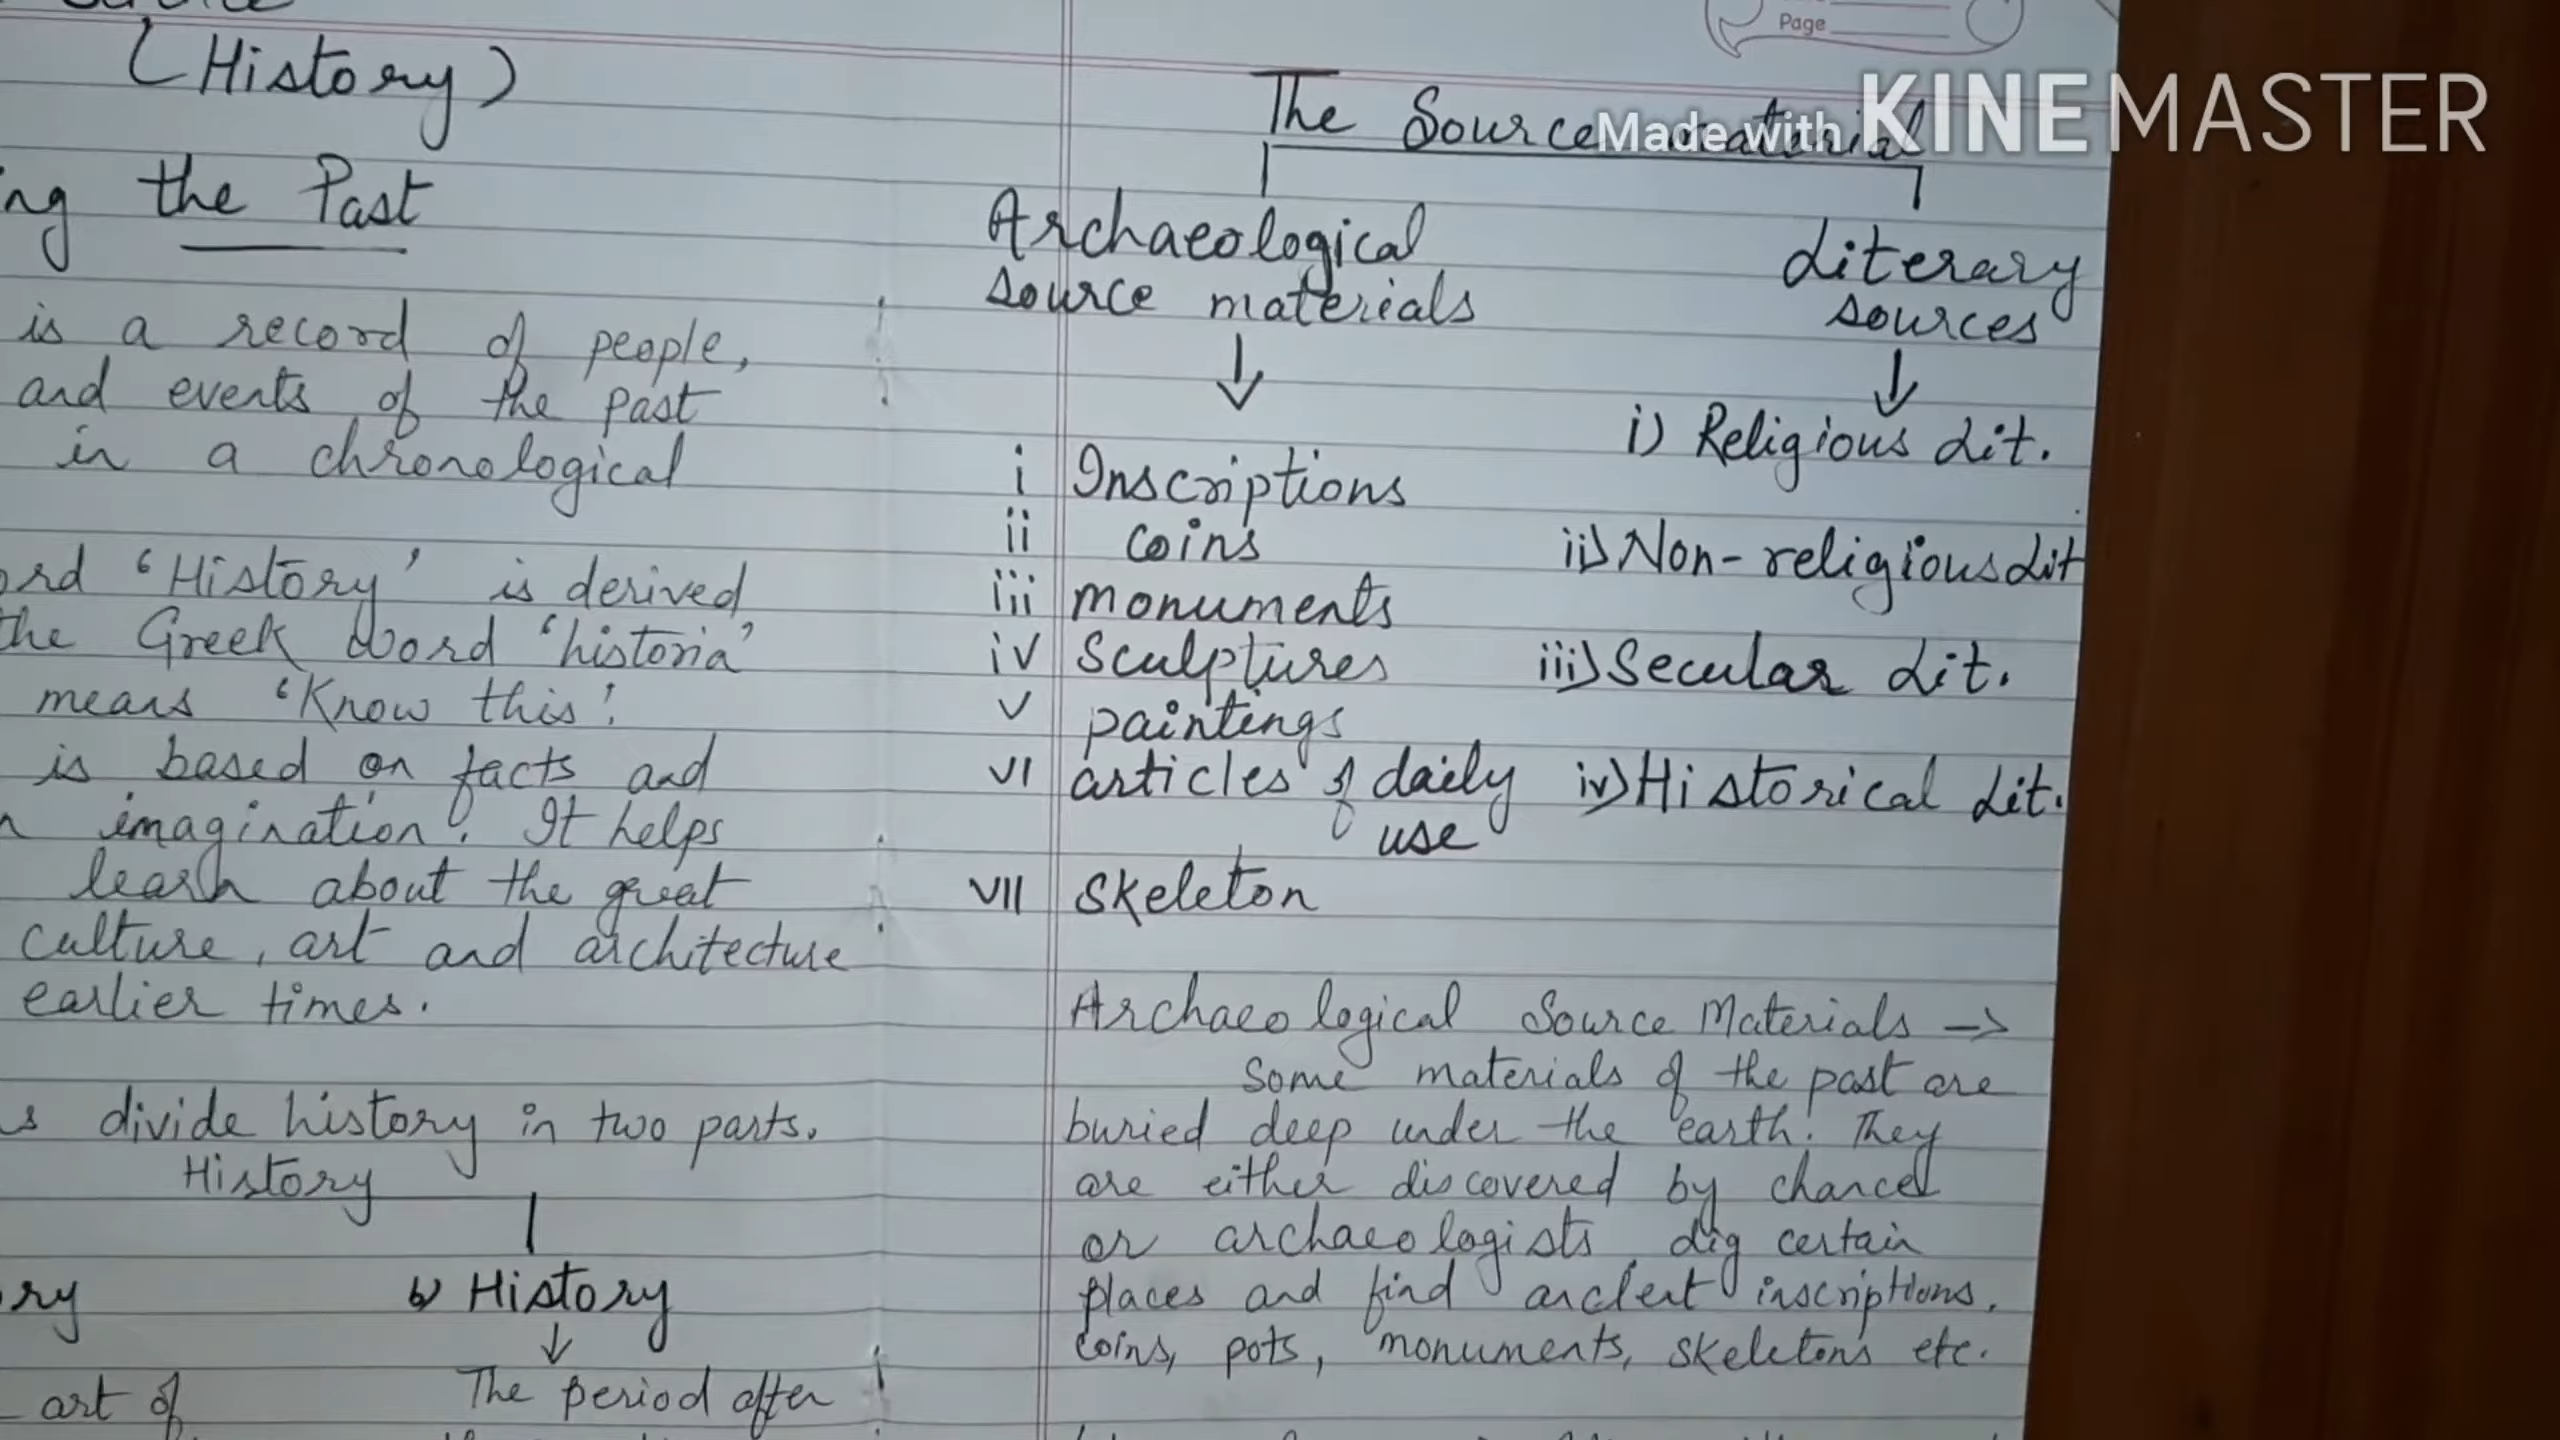 (History)
the Past
is a record of people,
and events of the past
in a chronological
'History' is derived
the Greek word 'historia'
means 'Know this'.
is based on facts and
imagination. It helps
learn about the great
culture, art and architecture
earlier times.
divide history in two parts.
History
b) History
↓
art of
The period after
Page
The Source material
Made with KINEMASTER
Archaeological
source materials
↓
i Inscriptions
ii coins
iii monuments
iv Sculptures
v paintings
vi articles of daily
use
vii skeleton
Literary
sources
↓
i) Religious Lit.
ii) Non-religious Lit
iii) Secular Lit.
iv) Historical Lit.
Archaeological Source Materials →
Some materials of the past are
buried deep under the earth. They
are either discovered by chance
or archaeologists dig certain
places and find ancient inscriptions,
coins, pots, monuments, skeletons etc.